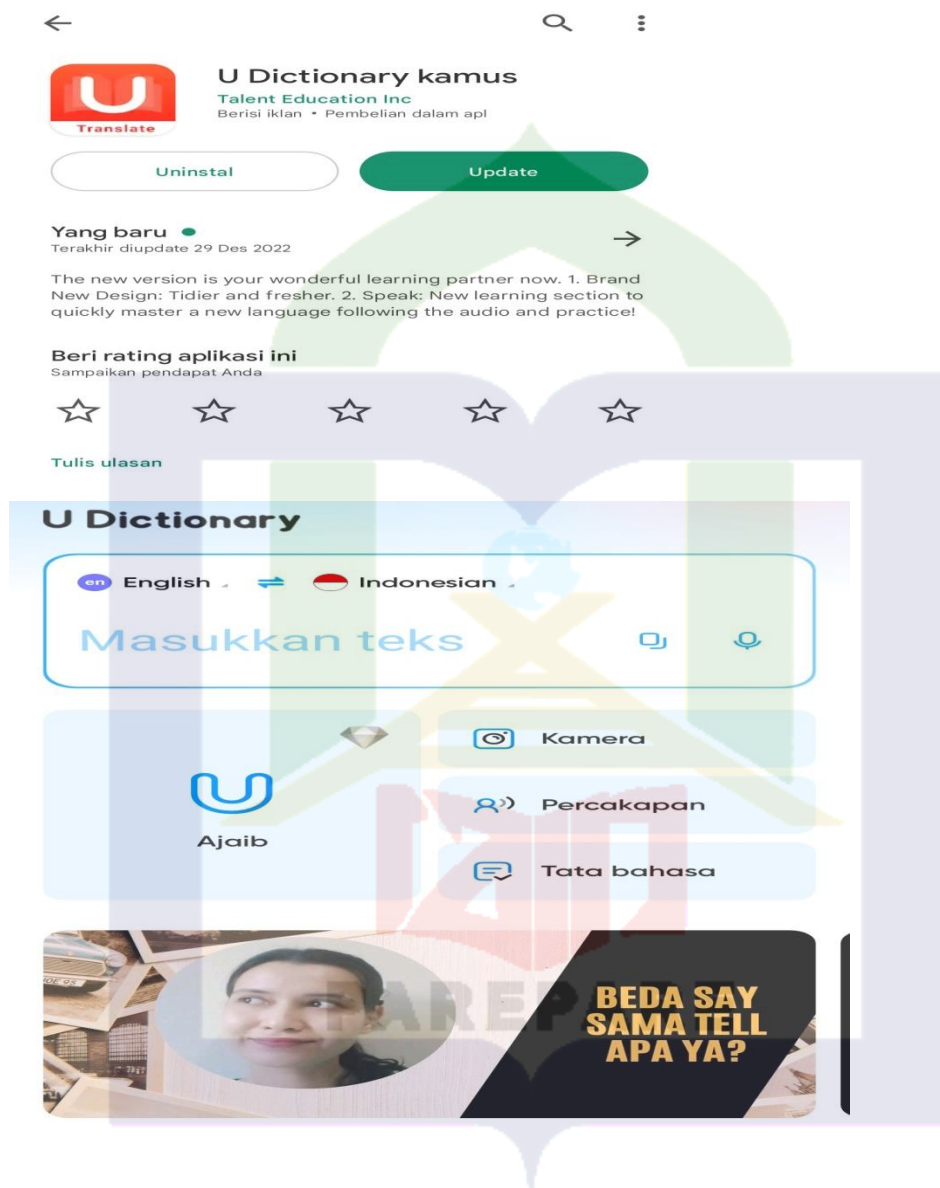 U Dictionary kamus
Talent Education Inc
Berisi iklan • Pembelian dalam apl
U
Translate
Uninstal
Update
Yang baru
Terakhir diupdate 29 Des 2022
The new version is your wonderful learning partner now. 1. Brand
New Design: Tidier and fresher. 2. Speak: New learning section to
quickly master a new language following the audio and practice!
Beri rating aplikasi ini
Sampaikan pendapat Anda
Tulis ulasan
U Dictionary
en English Indonesian
Masukkan teks
Kamera
Percakapan
Ajaib
Tata bahasa
BEDA SAY
SAMA TELL
APA YA?
PAREPARE